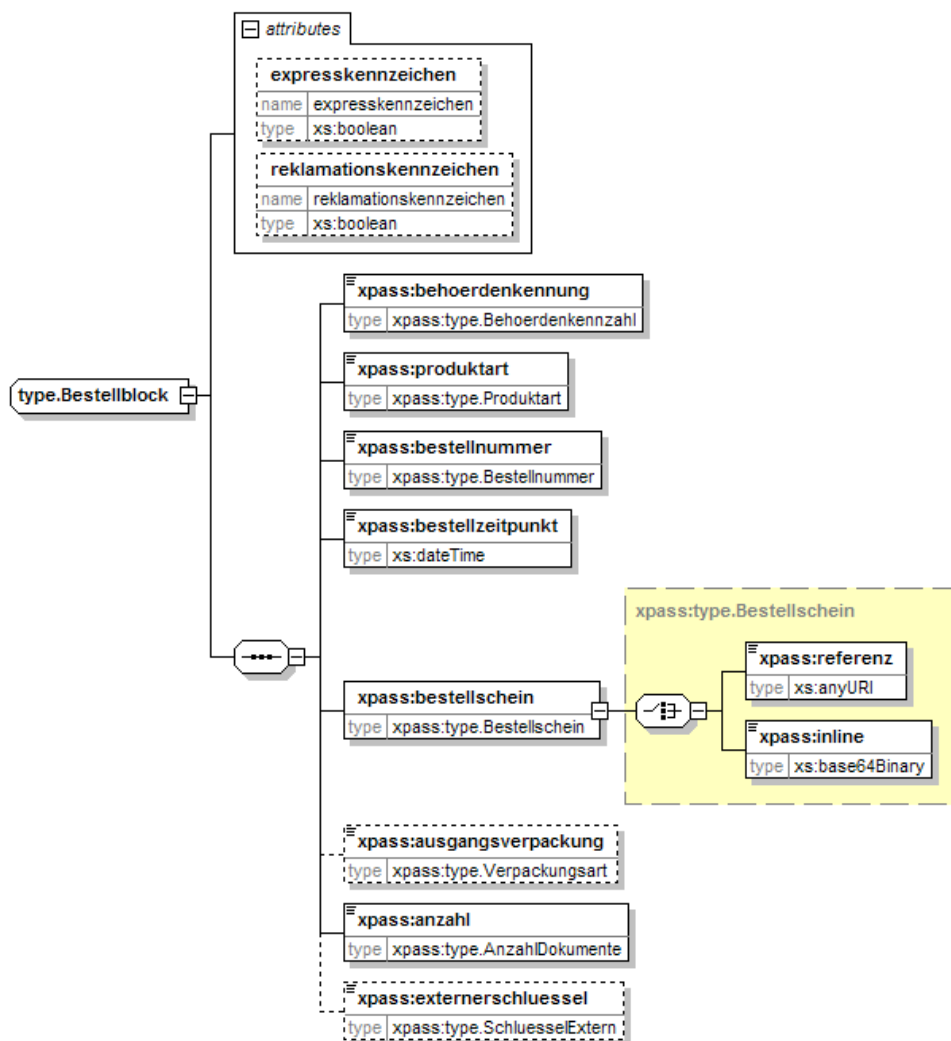 attributes
expresskennzeichen
name expresskennzeichen
type xs:boolean
reklamationskennzeichen
name reklamationskennzeichen
type xs:boolean
type.Bestellblock
xpass:behoerdenkennung
type xpass:type.Behoerdenkennzahl
xpass:produktart
type xpass:type.Produktart
xpass:bestellnummer
type xpass:type.Bestellnummer
xpass:bestellzeitpunkt
type xs:dateTime
xpass:bestellschein
type xpass:type.Bestellschein
xpass:type.Bestellschein
xpass:referenz
type xs:anyURI
xpass:inline
type xs:base64Binary
xpass:ausgangsverpackung
type xpass:type.Verpackungsart
xpass:anzahl
type xpass:type.AnzahlDokumente
xpass:externerschluessel
type xpass:type.SchluesselExtern